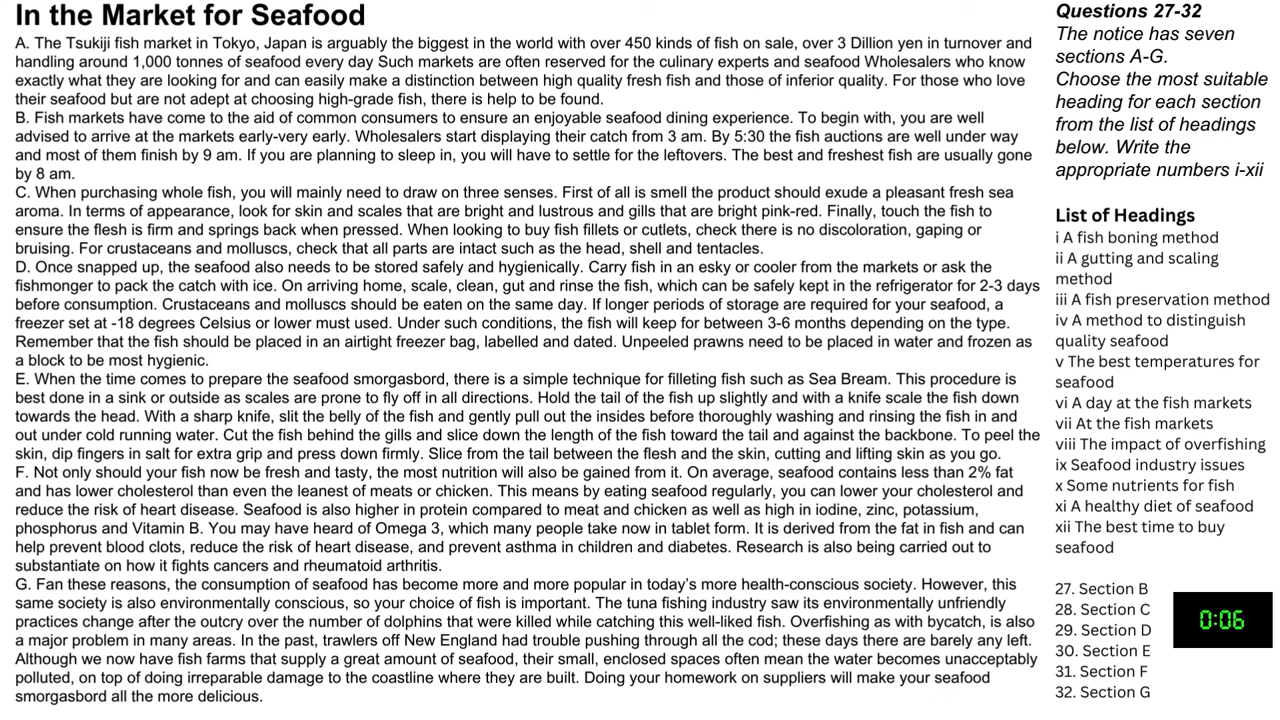 In the Market for Seafood
A. The Tsukiji fish market in Tokyo, Japan is arguably the biggest in the world with over 450 kinds of fish on sale, over 3 Dillion yen in turnover and
handling around 1,000 tonnes of seafood every day Such markets are often reserved for the culinary experts and seafood Wholesalers who know
exactly what they are looking for and can easily make a distinction between high quality fresh fish and those of inferior quality. For those who love
their seafood but are not adept at choosing high-grade fish, there is help to be found.
B. Fish markets have come to the aid of common consumers to ensure an enjoyable seafood dining experience. To begin with, you are well
advised to arrive at the markets early-very early. Wholesalers start displaying their catch from 3 am. By 5:30 the fish auctions are well under way
and most of them finish by 9 am. If you are planning to sleep in, you will have to settle for the leftovers. The best and freshest fish are usually gone
by 8 am.
C. When purchasing whole fish, you will mainly need to draw on three senses. First of all is smell the product should exude a pleasant fresh sea
aroma. In terms of appearance, look for skin and scales that are bright and lustrous and gills that are bright pink-red. Finally, touch the fish to
ensure the flesh is firm and springs back when pressed. When looking to buy fish fillets or cutlets, check there is no discoloration, gaping or
bruising. For crustaceans and molluscs, check that all parts are intact such as the head, shell and tentacles.
D. Once snapped up, the seafood also needs to be stored safely and hygienically. Carry fish in an esky or cooler from the markets or ask the
fishmonger to pack the catch with ice. On arriving home, scale, clean, gut and rinse the fish, which can be safely kept in the refrigerator for 2-3 days
before consumption. Crustaceans and molluscs should be eaten on the same day. If longer periods of storage are required for your seafood, a
freezer set at -18 degrees Celsius or lower must used. Under such conditions, the fish will keep for between 3-6 months depending on the type.
Remember that the fish should be placed in an airtight freezer bag, labelled and dated. Unpeeled prawns need to be placed in water and frozen as
a block to be most hygienic.
E. When the time comes to prepare the seafood smorgasbord, there is a simple technique for filleting fish such as Sea Bream. This procedure is
best done in a sink or outside as scales are prone to fly off in all directions. Hold the tail of the fish up slightly and with a knife scale the fish down
towards the head. With a sharp knife, slit the belly of the fish and gently pull out the insides before thoroughly washing and rinsing the fish in and
out under cold running water. Cut the fish behind the gills and slice down the length of the fish toward the tail and against the backbone. To peel the
skin, dip fingers in salt for extra grip and press down firmly. Slice from the tail between the flesh and the skin, cutting and lifting skin as you go.
F. Not only should your fish now be fresh and tasty, the most nutrition will also be gained from it. On average, seafood contains less than 2% fat
and has lower cholesterol than even the leanest of meats or chicken. This means by eating seafood regularly, you can lower your cholesterol and
reduce the risk of heart disease. Seafood is also higher in protein compared to meat and chicken as well as high in iodine, zinc, potassium,
phosphorus and Vitamin B. You may have heard of Omega 3, which many people take now in tablet form. It is derived from the fat in fish and can
help prevent blood clots, reduce the risk of heart disease, and prevent asthma in children and diabetes. Research is also being carried out to
substantiate on how it fights cancers and rheumatoid arthritis.
G. Fan these reasons, the consumption of seafood has become more and more popular in today's more health-conscious society. However, this
same society is also environmentally conscious, so your choice of fish is important. The tuna fishing industry saw its environmentally unfriendly
practices change after the outcry over the number of dolphins that were killed while catching this well-liked fish. Overfishing as with bycatch, is also
a major problem in many areas. In the past, trawlers off New England had trouble pushing through all the cod; these days there are barely any left.
Although we now have fish farms that supply a great amount of seafood, their small, enclosed spaces often mean the water becomes unacceptably
polluted, on top of doing irreparable damage to the coastline where they are built. Doing your homework on suppliers will make your seafood
smorgasbord all the more delicious.
Questions 27-32
The notice has seven
sections A-G.
Choose the most suitable
heading for each section
from the list of headings
below. Write the
appropriate numbers i-xii
List of Headings
i A fish boning method
ii A gutting and scaling
method
iii A fish preservation method
iv A method to distinguish
quality seafood
v The best temperatures for
seafood
vi A day at the fish markets
vii At the fish markets
viii The impact of overfishing
ix Seafood industry issues
x Some nutrients for fish
xi A healthy diet of seafood
xii The best time to buy
seafood
27. Section B
28. Section C
29. Section D
30. Section E
31. Section F
32. Section G
0:06